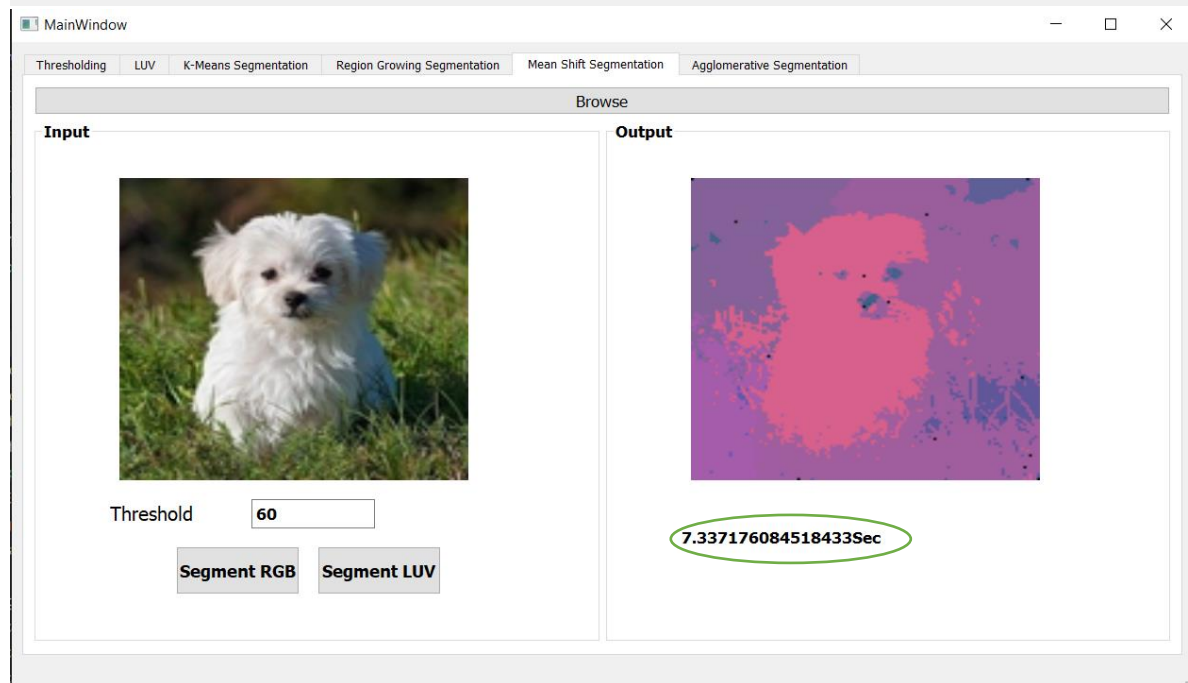 MainWindow
Thresholding LUV K-Means Segmentation Region Growing Segmentation Mean Shift Segmentation Agglomerative Segmentation
Browse
Input
Output
Threshold 60
7.337176084518433Sec
Segment RGB Segment LUV